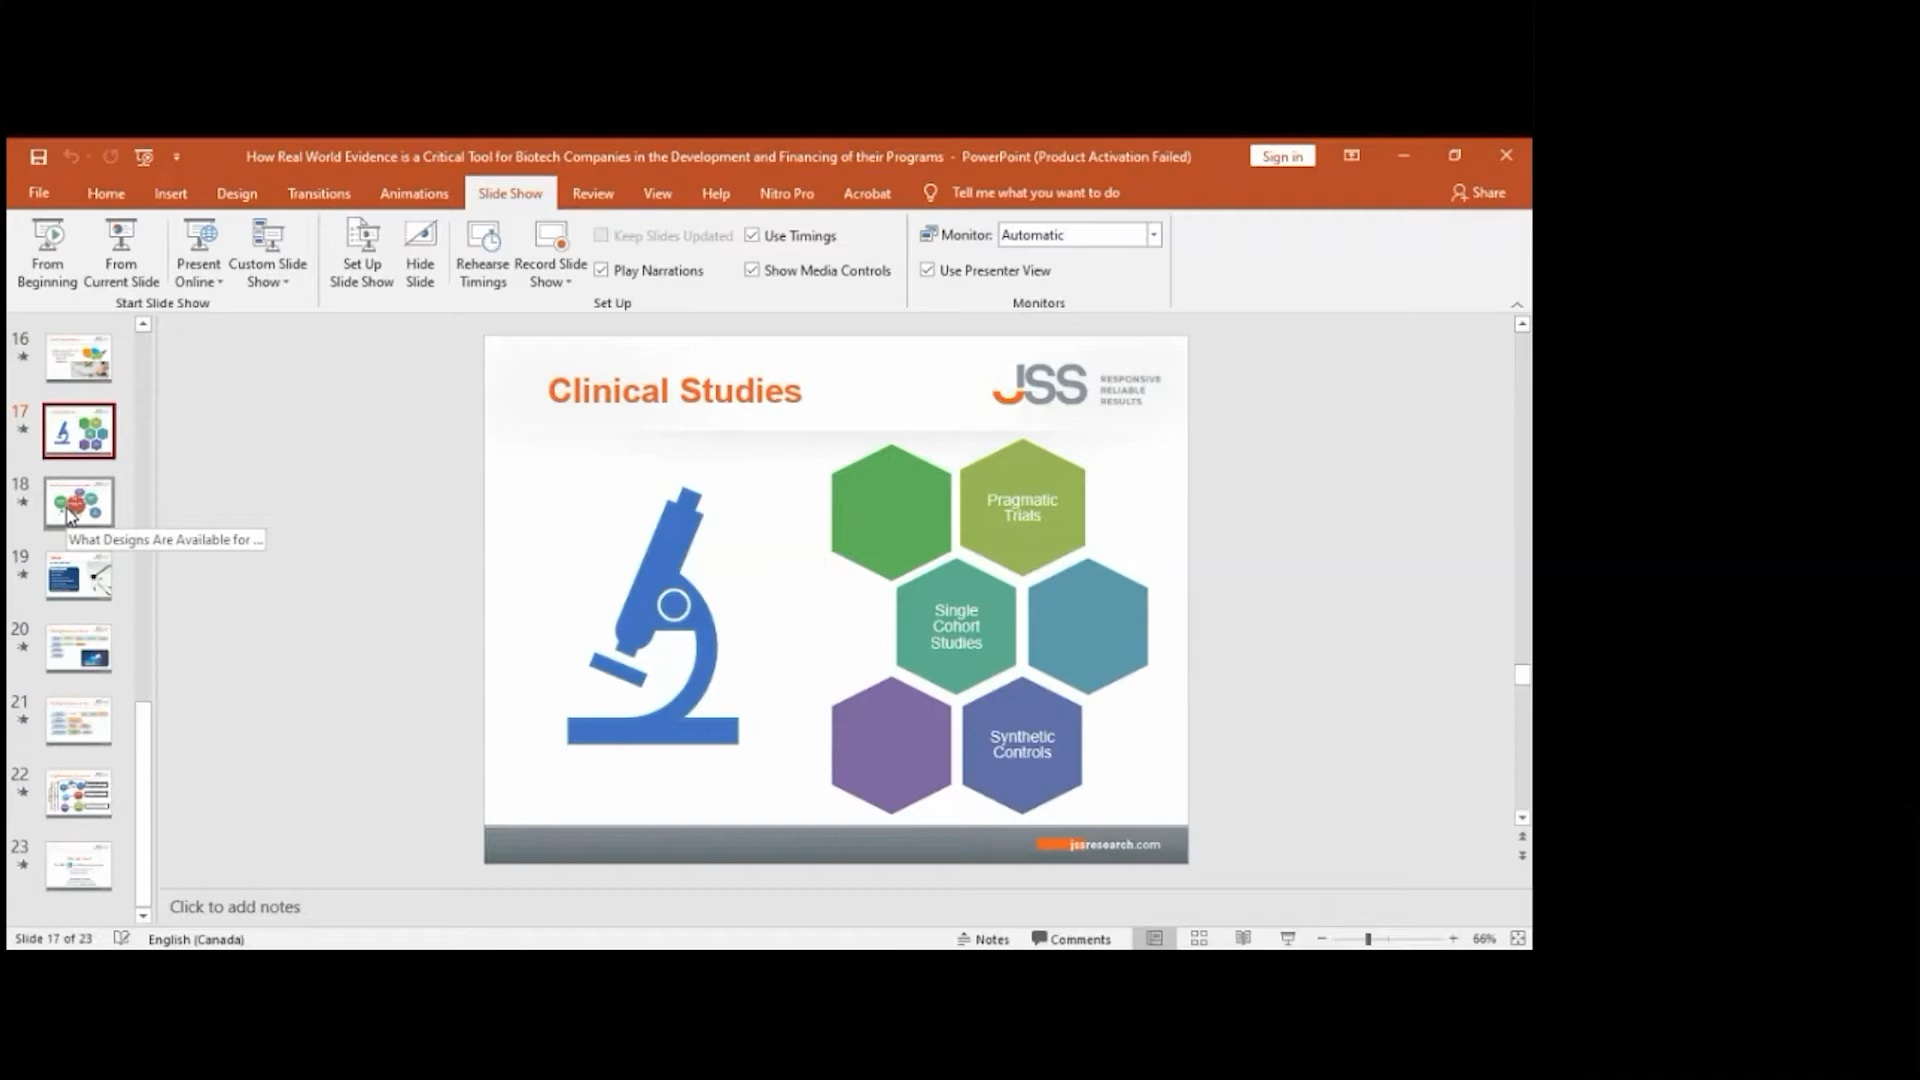 How Real World Evidence is a Critical Tool for Biotech Companies in the Development and Financing of their Programs - PowerPoint (Product Activation Failed)
Sign in
File Home Insert Design Transitions Animations Slide Show Review View Help Nitro Pro Acrobat Tell me what you want to do Share
From Beginning
From Current Slide
Present Online
Custom Slide Show
Start Slide Show
Set Up Slide Show
Hide Slide
Rehearse Timings
Record Slide Show
Keep Slides Updated
Use Timings
Play Narrations
Show Media Controls
Set Up
Monitor: Automatic
Use Presenter View
Monitors
16
17
18
What Designs Are Available for ...
19
20
21
22
23
Clinical Studies
JSS
RESPONSIVE
RELIABLE
RESULTS
Pragmatic
Trials
Single
Cohort
Studies
Synthetic
Controls
jssresearch.com
Click to add notes
Slide 17 of 23 English (Canada) Notes Comments 66%